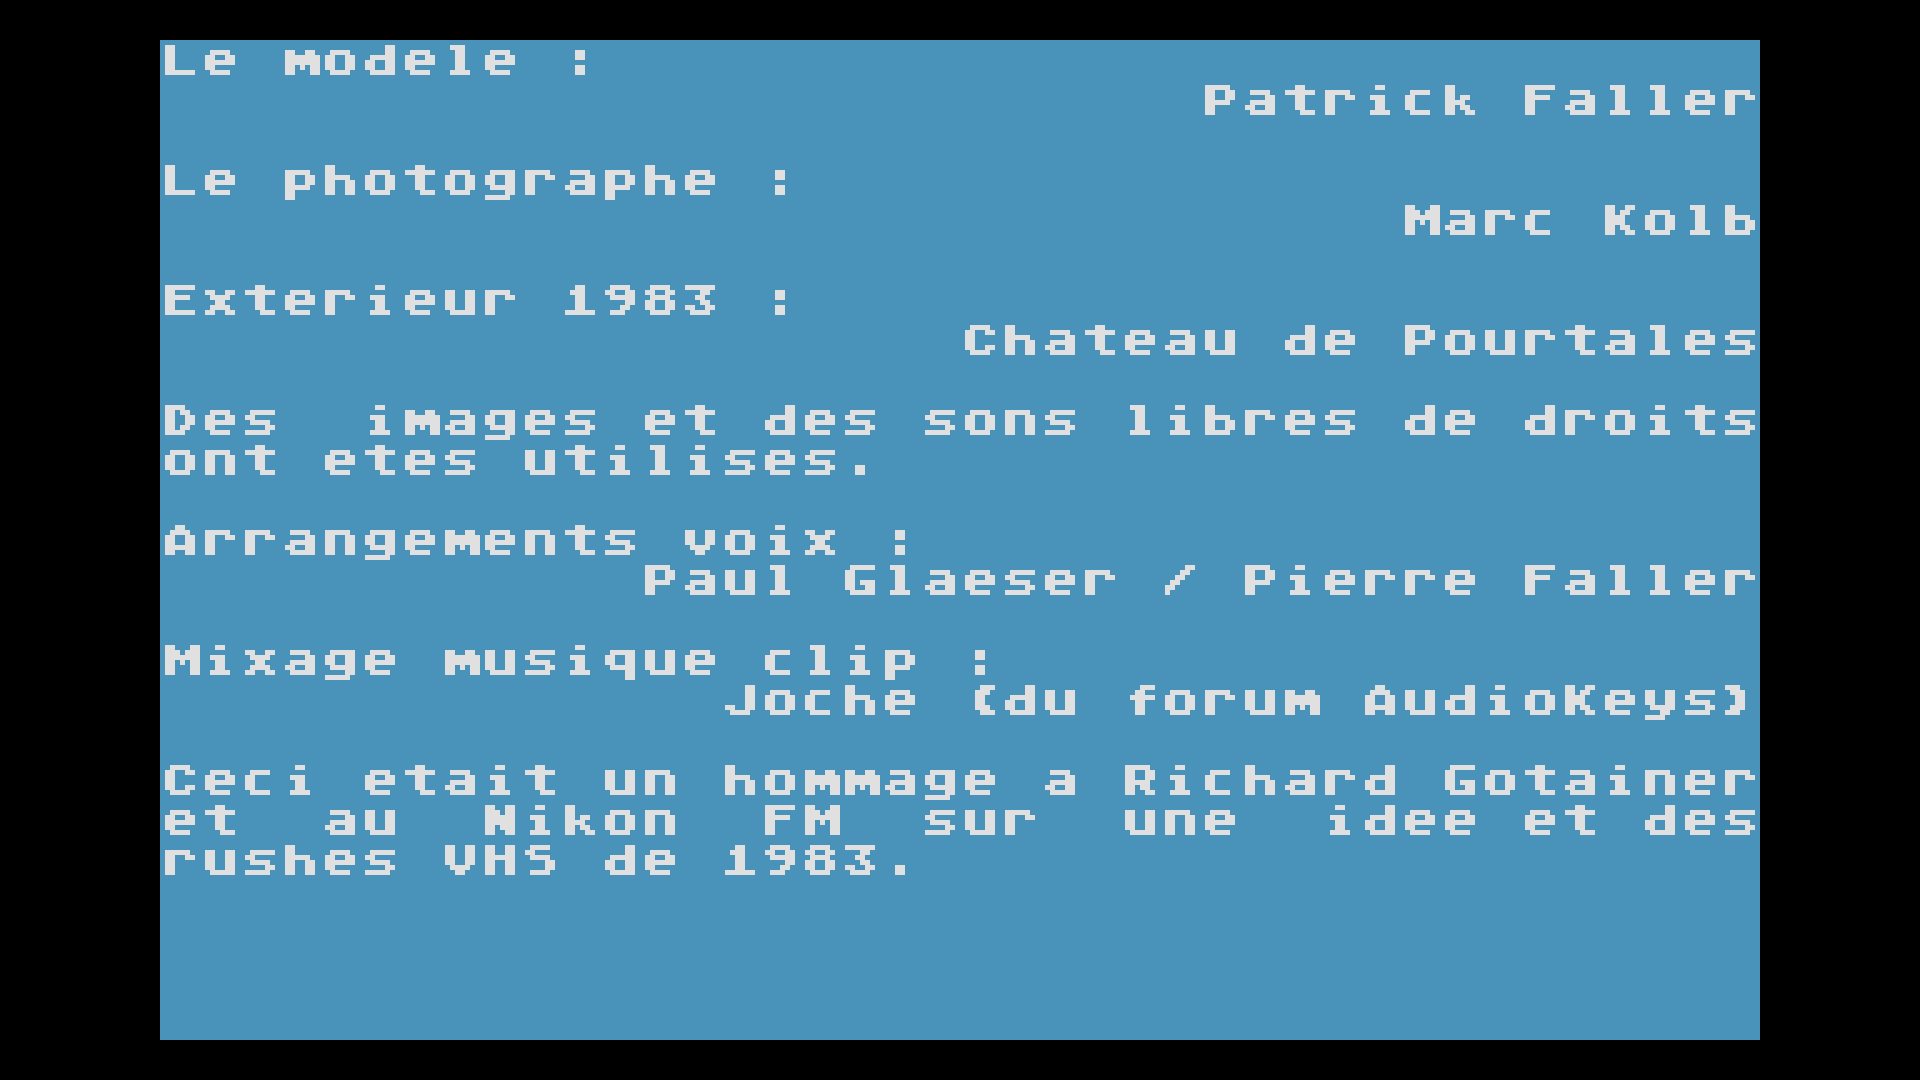 Le modele :
Patrick Faller
Le photographe :
Marc Kolb
Exterieur 1983 :
Chateau de Pourtales
Des  images et des sons libres de droits
ont etes utilises.
Arrangements voix :
Paul Glaeser / Pierre Faller
Mixage musique clip :
Joche (du forum AudioKeys)
Ceci etait un hommage a Richard Gotainer
et  au  Nikon  FM  sur  une  idee et des
rushes VHS de 1983.